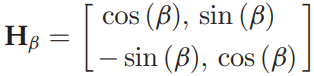 H_β = [ cos (β), sin (β)
− sin (β), cos (β) ]